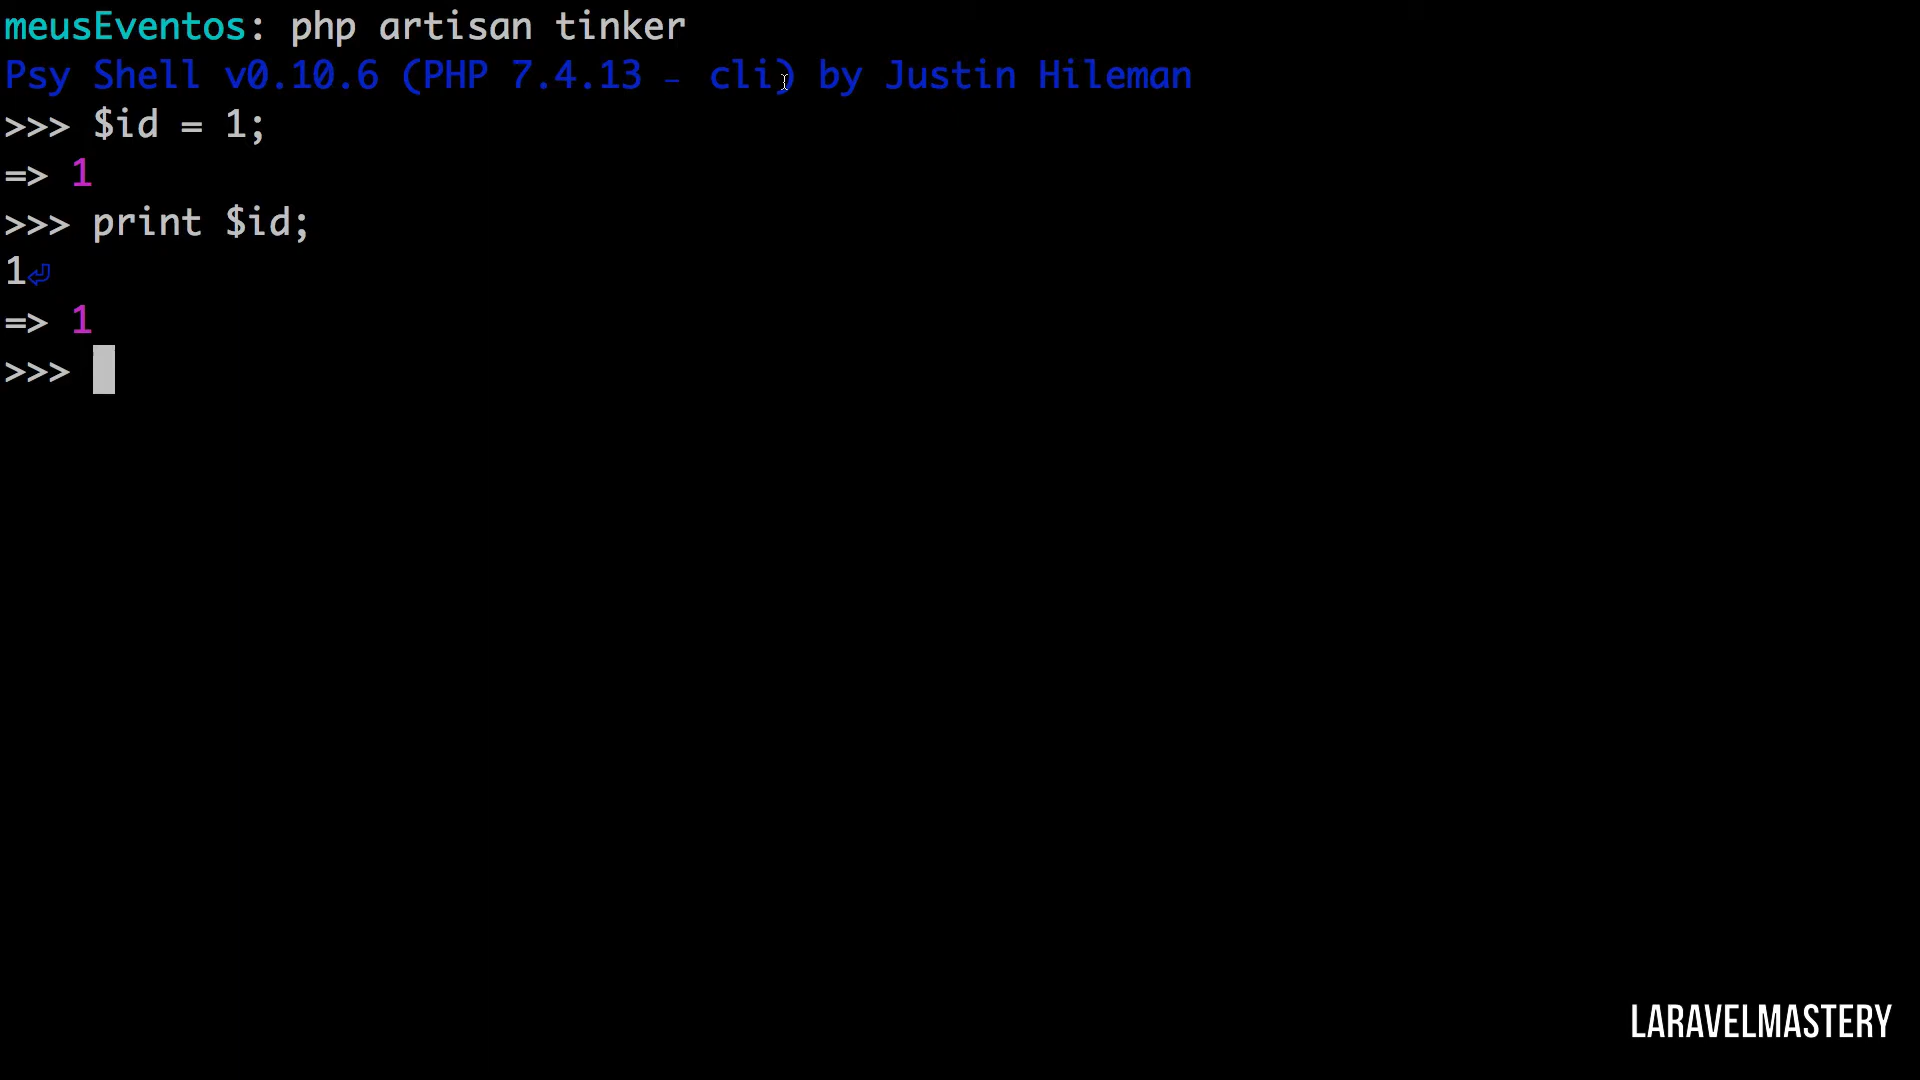 meusEventos: php artisan tinker
Psy Shell v0.10.6 (PHP 7.4.13 — cli) by Justin Hileman
>>> $id = 1;
=> 1
>>> print $id;
1⏎
=> 1
>>>
LARAVELMASTERY